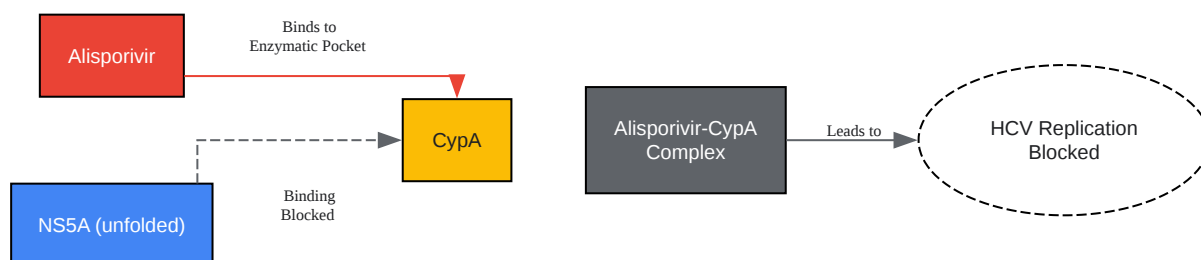 Alisporivir
Binds to
Enzymatic Pocket
CypA
NS5A (unfolded)
Binding
Blocked
Alisporivir-CypA
Complex
Leads to
HCV Replication
Blocked